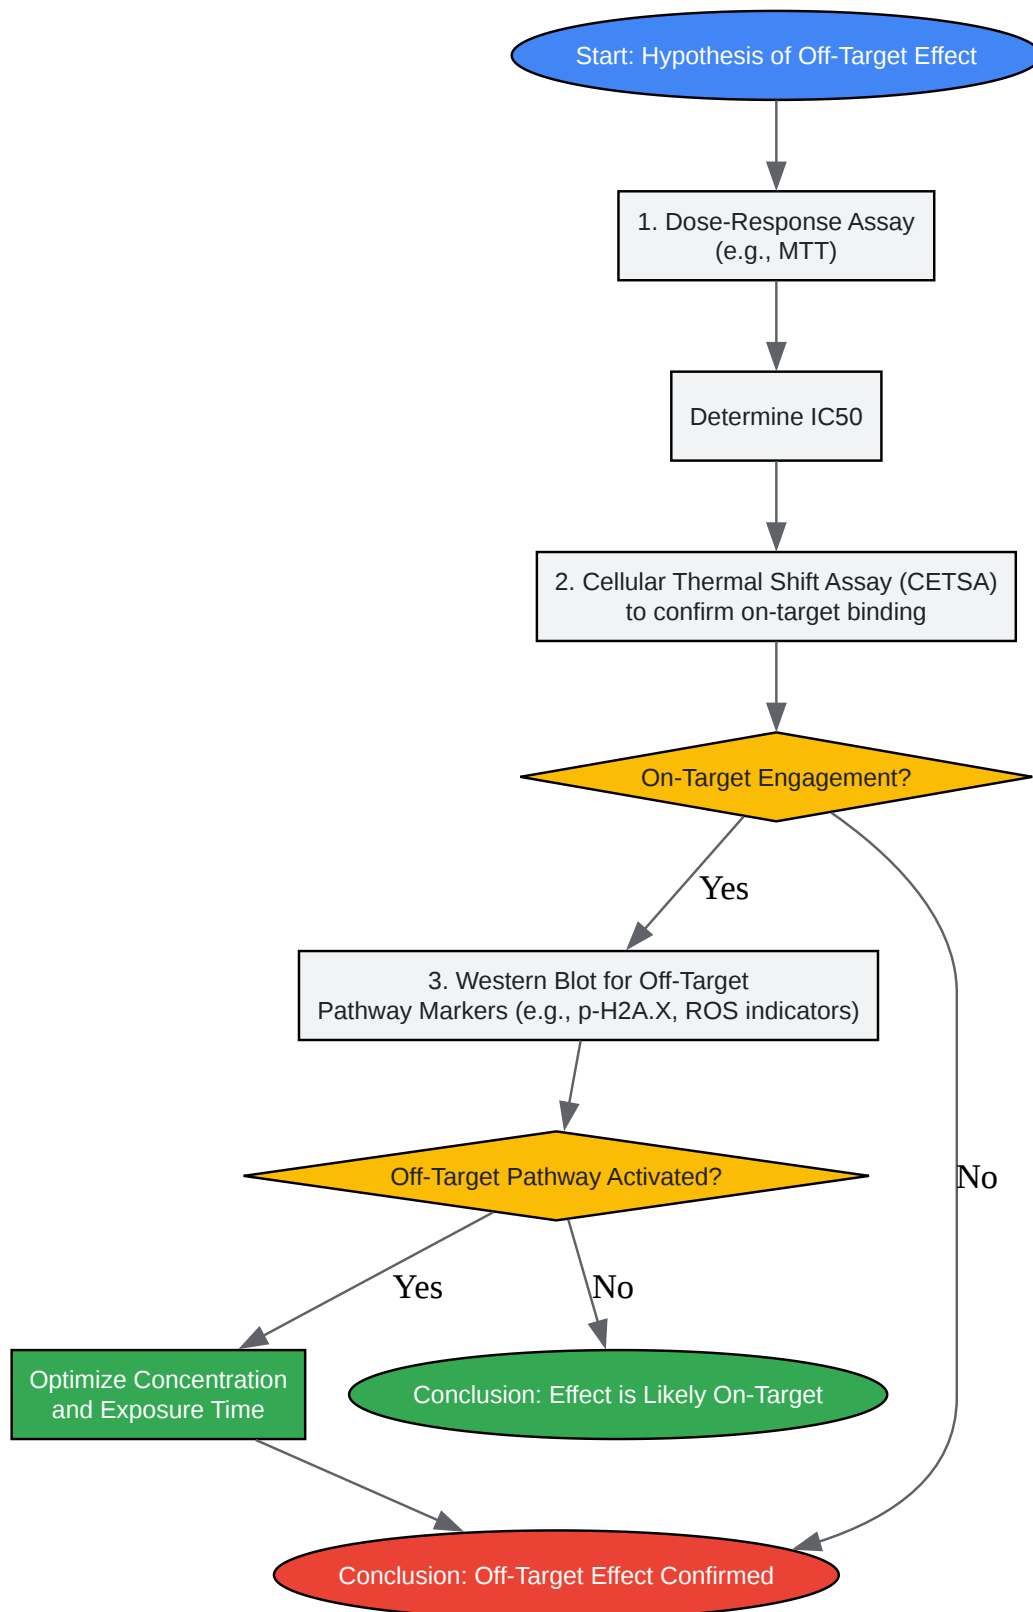 Start: Hypothesis of Off-Target Effect
1. Dose-Response Assay
(e.g., MTT)
Determine IC50
2. Cellular Thermal Shift Assay (CETSA)
to confirm on-target binding
On-Target Engagement?
Yes
3. Western Blot for Off-Target
Pathway Markers (e.g., p-H2A.X, ROS indicators)
Off-Target Pathway Activated?
No
Yes
No
Optimize Concentration
and Exposure Time
Conclusion: Effect is Likely On-Target
Conclusion: Off-Target Effect Confirmed